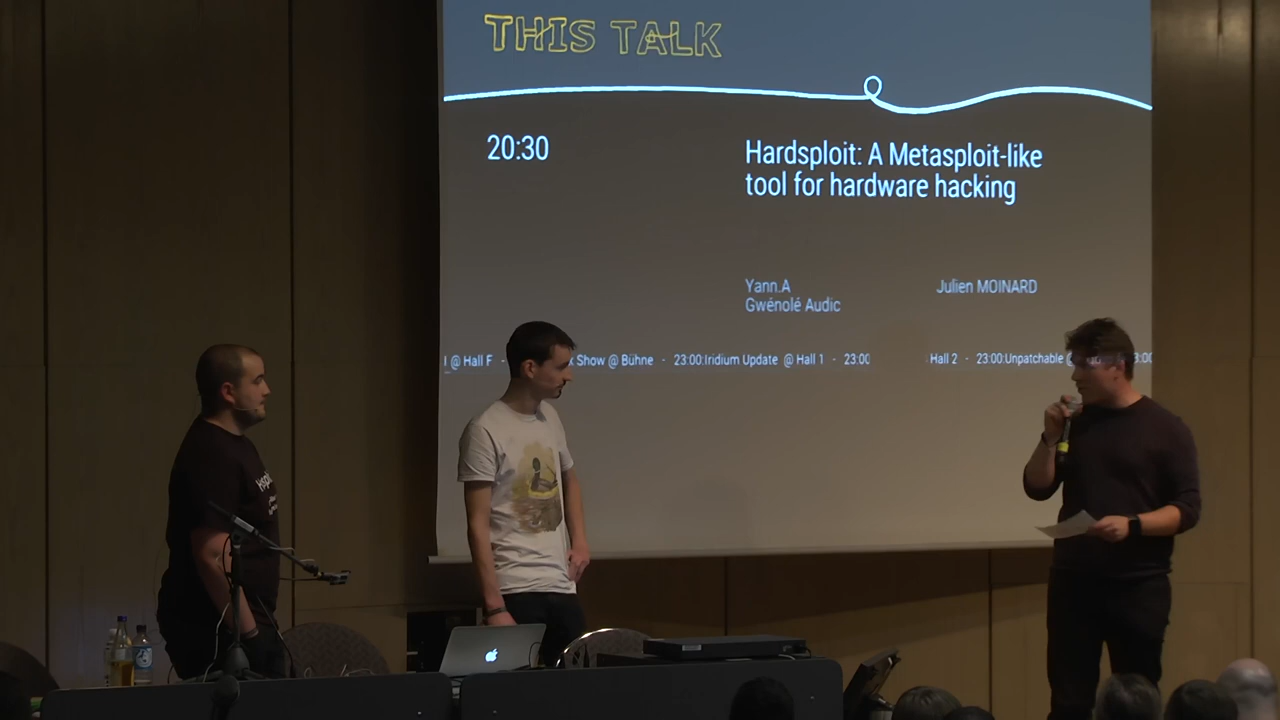 THIS TALK
20:30
Hardsploit: A Metasploit-like
tool for hardware hacking
Yann.A
Gwénolé Audic
Julien MOINARD
@ Hall F - Show @ Bühne - 23:00:Iridium Update @ Hall 1 - 23:00 Hall 2 - 23:00:Unpatchable @